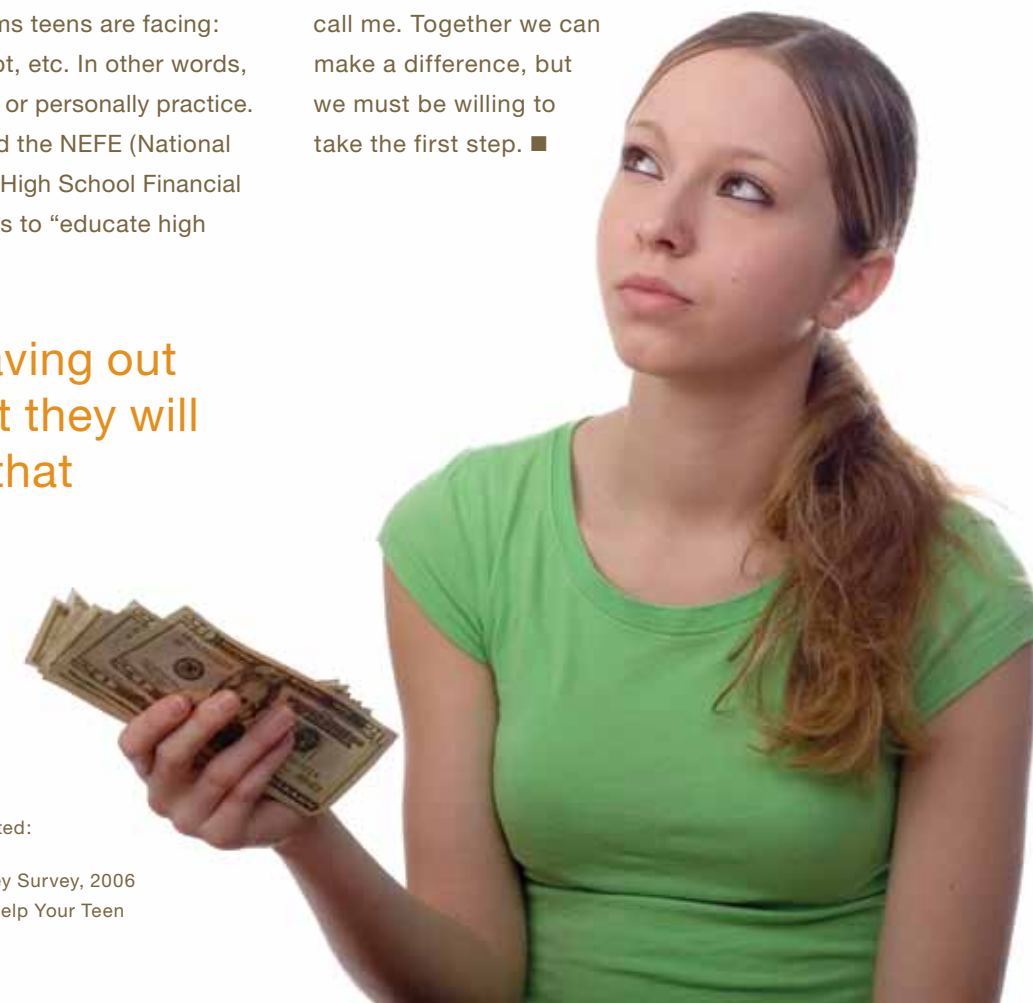 ms teens are facing:
ot, etc. In other words,
or personally practice.
d the NEFE (National
High School Financial
s to “educate high
call me. Together we can
make a difference, but
we must be willing to
take the first step. ■
aving out
t they will
that
ted:
ey Survey, 2006
elp Your Teen